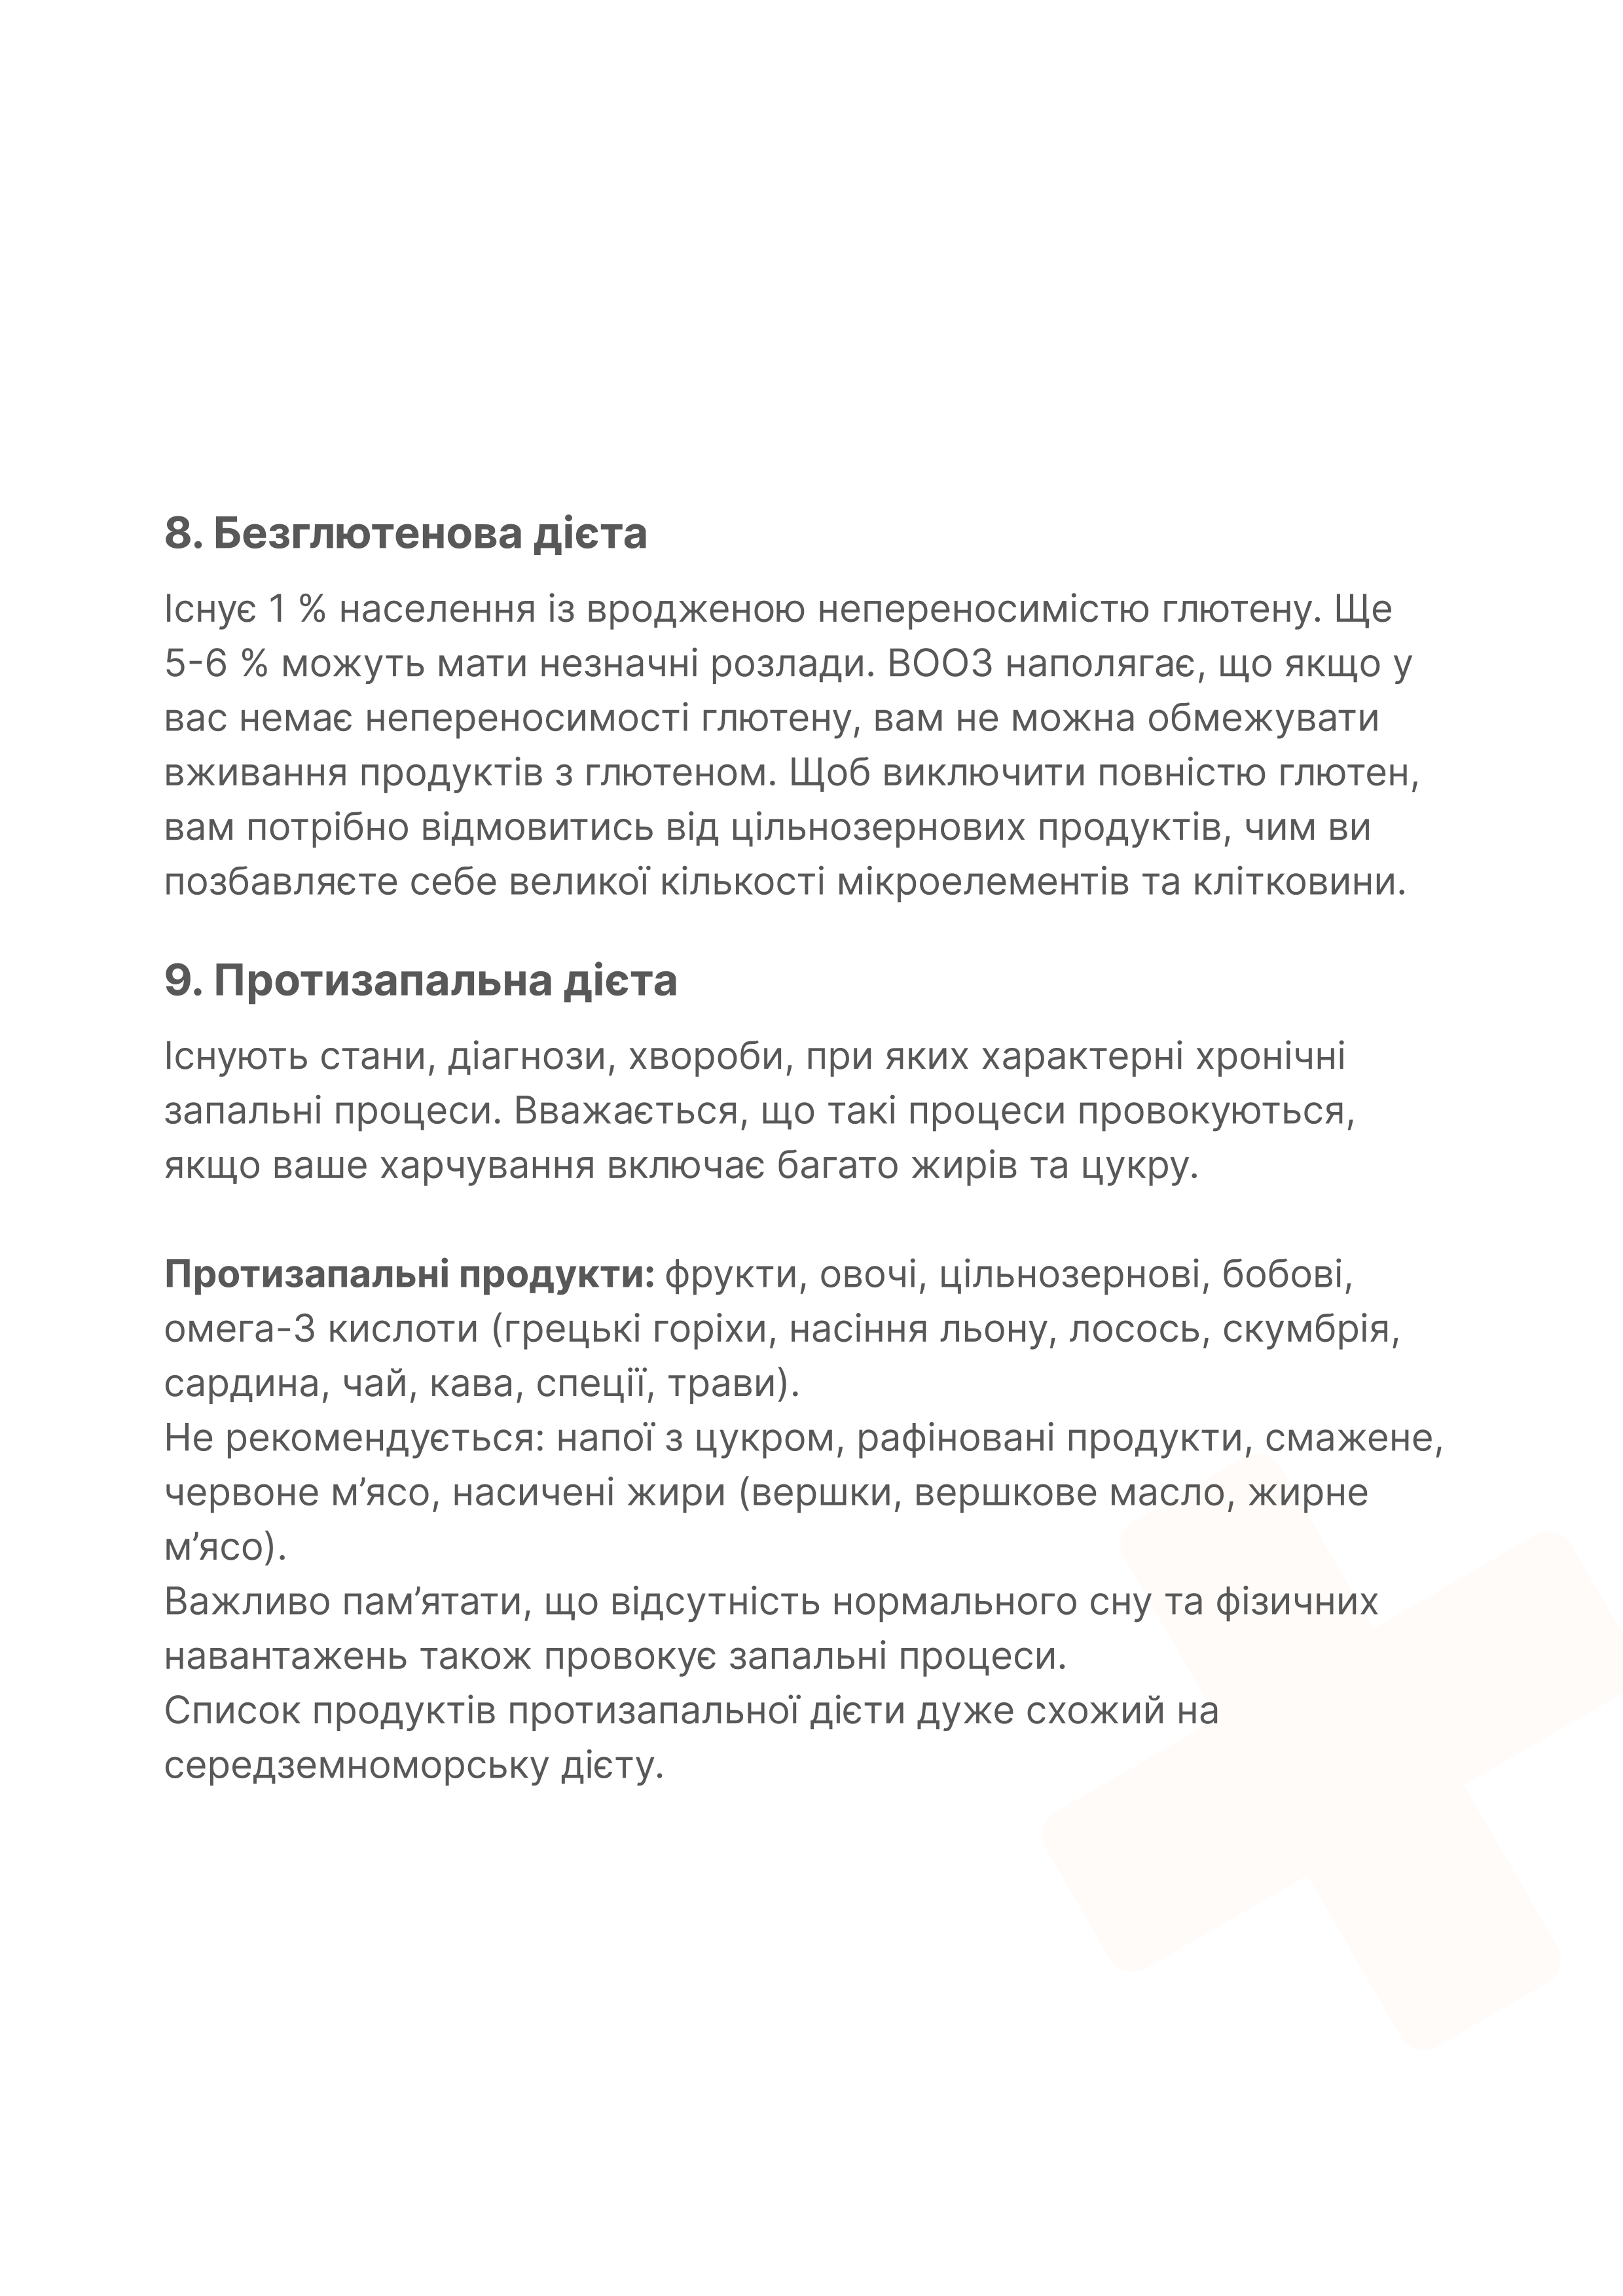 8. Безглютенова дієта
Існує 1 % населення із вродженою непереносимістю глютену. Ще
5-6 % можуть мати незначні розлади. ВООЗ наполягає, що якщо у
вас немає непереносимості глютену, вам не можна обмежувати
вживання продуктів з глютеном. Щоб виключити повністю глютен,
вам потрібно відмовитись від цільнозернових продуктів, чим ви
позбавляєте себе великої кількості мікроелементів та клітковини.
9. Протизапальна дієта
Існують стани, діагнози, хвороби, при яких характерні хронічні
запальні процеси. Вважається, що такі процеси провокуються,
якщо ваше харчування включає багато жирів та цукру.
Протизапальні продукти: фрукти, овочі, цільнозернові, бобові,
омега-3 кислоти (грецькі горіхи, насіння льону, лосось, скумбрія,
сардина, чай, кава, спеції, трави).
Не рекомендується: напої з цукром, рафіновані продукти, смажене,
червоне м’ясо, насичені жири (вершки, вершкове масло, жирне
м’ясо).
Важливо пам’ятати, що відсутність нормального сну та фізичних
навантажень також провокує запальні процеси.
Список продуктів протизапальної дієти дуже схожий на
середземноморську дієту.